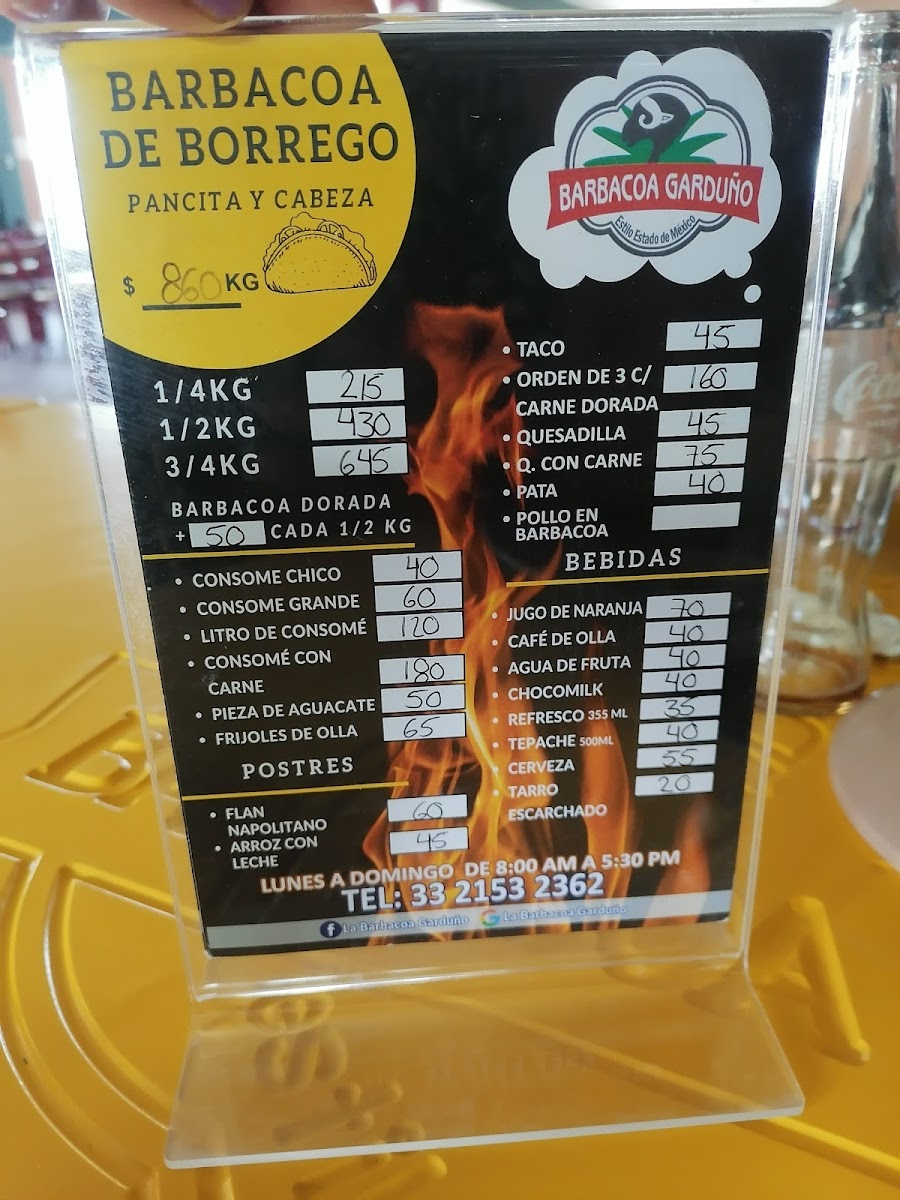 BARBACOA
DE BORREGO
PANCITA Y CABEZA
$ 860 KG
BARBACOA GARDUÑO
Estilo Estado de México
1/4KG 215
1/2KG 430
3/4KG 645
BARBACOA DORADA
+ 50 CADA 1/2 KG
• CONSOME CHICO 40
• CONSOME GRANDE 60
• LITRO DE CONSOMÉ 120
• CONSOMÉ CON
CARNE 180
• PIEZA DE AGUACATE 50
• FRIJOLES DE OLLA 65
POSTRES
• FLAN
NAPOLITANO 60
• ARROZ CON
LECHE 45
• TACO 45
• ORDEN DE 3 C/ 160
CARNE DORADA
• QUESADILLA 45
• Q. CON CARNE 75
• PATA 40
• POLLO EN
BARBACOA
BEBIDAS
• JUGO DE NARANJA 70
• CAFÉ DE OLLA 40
• AGUA DE FRUTA 40
• CHOCOMILK 40
• REFRESCO 355 ML 35
• TEPACHE 500ML 40
• CERVEZA 55
• TARRO 20
ESCARCHADO
LUNES A DOMINGO DE 8:00 AM A 5:30 PM
TEL: 33 2153 2362
La Barbacoa Garduño La Barbacoa Garduño